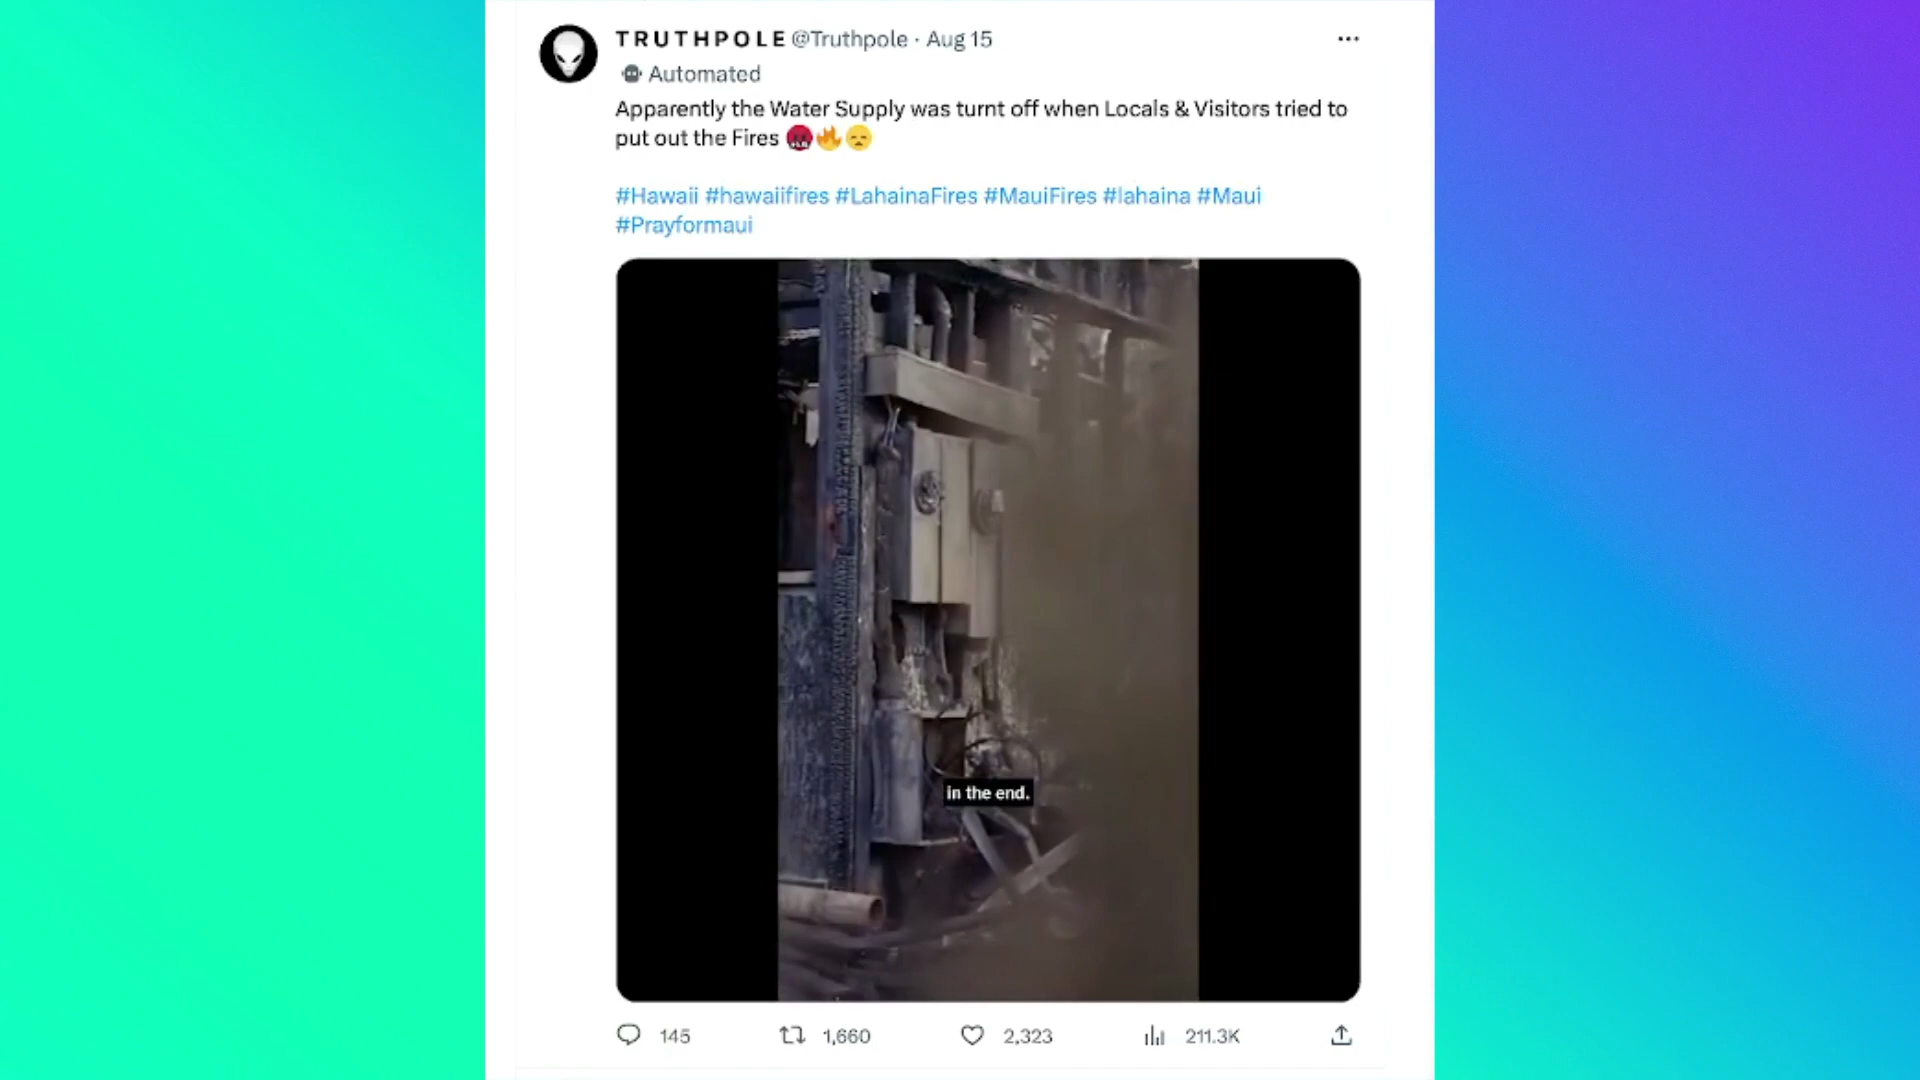 TRUTHPOLE @Truthpole · Aug 15
Automated
Apparently the Water Supply was turnt off when Locals & Visitors tried to
put out the Fires 🤬🔥😞
#Hawaii #hawaiifires #LahainaFires #MauiFires #lahaina #Maui
#Prayformaui
in the end.
145 1,660 2,323 211.3K